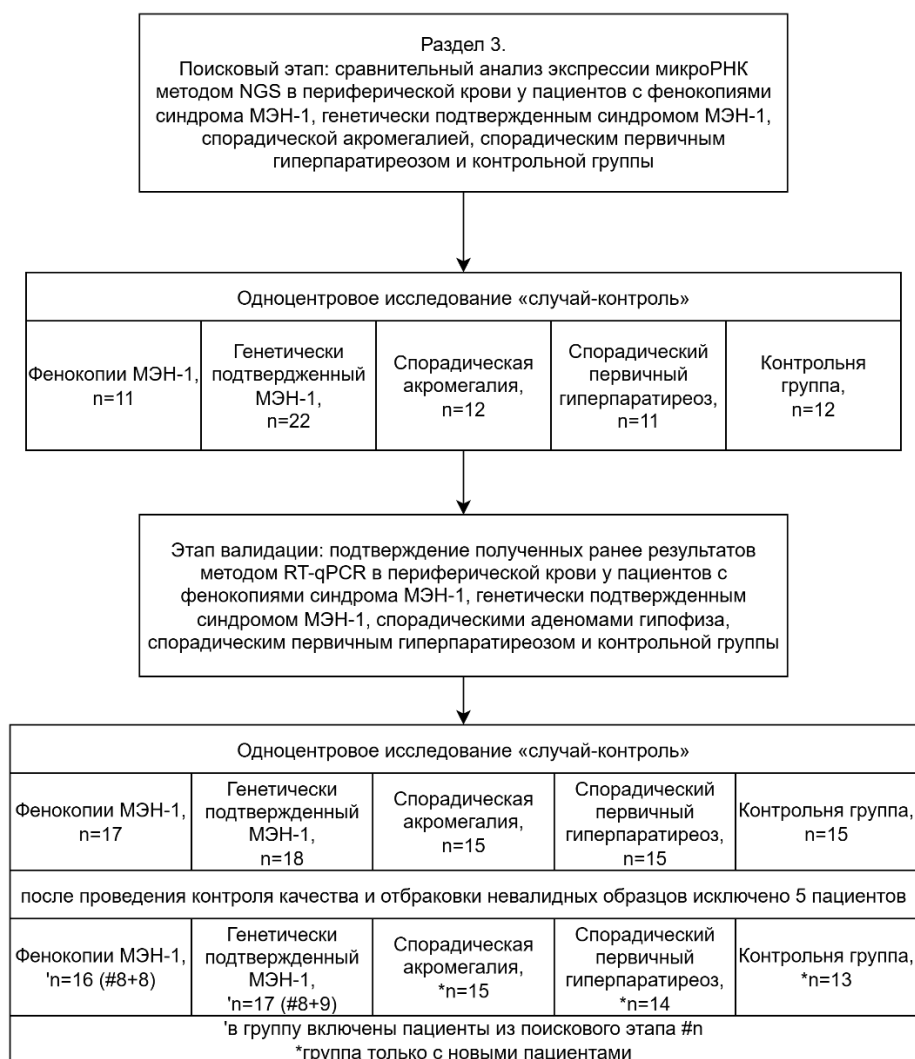 Раздел 3.
Поисковый этап: сравнительный анализ экспрессии микроРНК
методом NGS в периферической крови у пациентов с фенокопиями
синдрома МЭН-1, генетически подтвержденным синдромом МЭН-1,
спорадической акромегалией, спорадическим первичным
гиперпаратиреозом и контрольной группы
Одноцентровое исследование «случай-контроль»
Фенокопии МЭН-1,
n=11
Генетически
подтвержденный
МЭН-1,
n=22
Спорадическая
акромегалия,
n=12
Спорадический
первичный
гиперпаратиреоз,
n=11
Контрольня
группа,
n=12
Этап валидации: подтверждение полученных ранее результатов
методом RT-qPCR в периферической крови у пациентов с
фенокопиями синдрома МЭН-1, генетически подтвержденным
синдромом МЭН-1, спорадическими аденомами гипофиза,
спорадическим первичным гиперпаратиреозом и контрольной группы
Одноцентровое исследование «случай-контроль»
Фенокопии МЭН-1,
n=17
Генетически
подтвержденный
МЭН-1,
n=18
Спорадическая
акромегалия,
n=15
Спорадический
первичный
гиперпаратиреоз,
n=15
Контрольня группа,
n=15
после проведения контроля качества и отбраковки невалидных образцов исключено 5 пациентов
Фенокопии МЭН-1,
'n=16 (#8+8)
Генетически
подтвержденный
МЭН-1,
'n=17 (#8+9)
Спорадическая
акромегалия,
*n=15
Спорадический
первичный
гиперпаратиреоз,
*n=14
Контрольня группа,
*n=13
'в группу включены пациенты из поискового этапа #n
*группа только с новыми пациентами